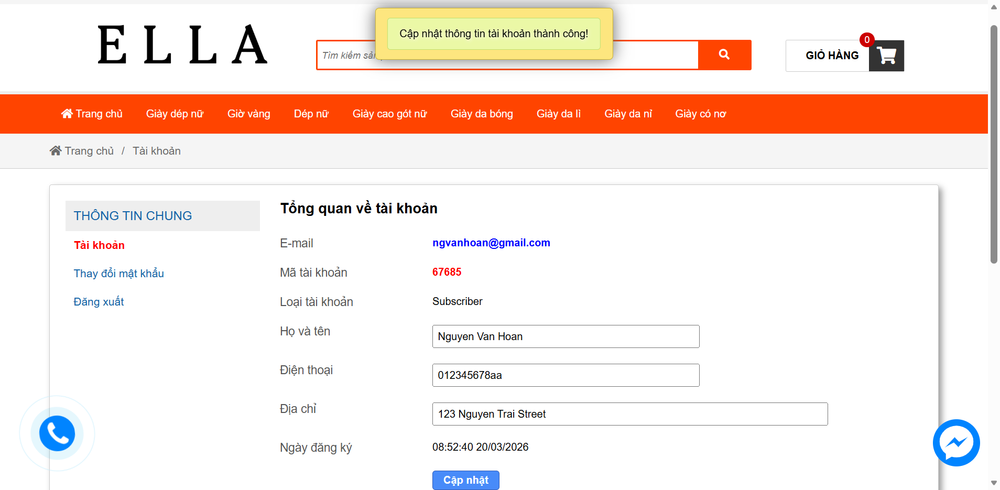 Cập nhật thông tin tài khoản thành công!
ELLA
Tìm kiếm
GIỎ HÀNG
0
Trang chủ
Giày dép nữ
Giờ vàng
Dép nữ
Giày cao gót nữ
Giày da bóng
Giày da lì
Giày da nỉ
Giày có nơ
Trang chủ / Tài khoản
THÔNG TIN CHUNG
Tài khoản
Thay đổi mật khẩu
Đăng xuất
Tổng quan về tài khoản
E-mail ngvanhoan@gmail.com
Mã tài khoản 67685
Loại tài khoản Subscriber
Họ và tên Nguyen Van Hoan
Điện thoại 012345678aa
Địa chỉ 123 Nguyen Trai Street
Ngày đăng ký 08:52:40 20/03/2026
Cập nhật